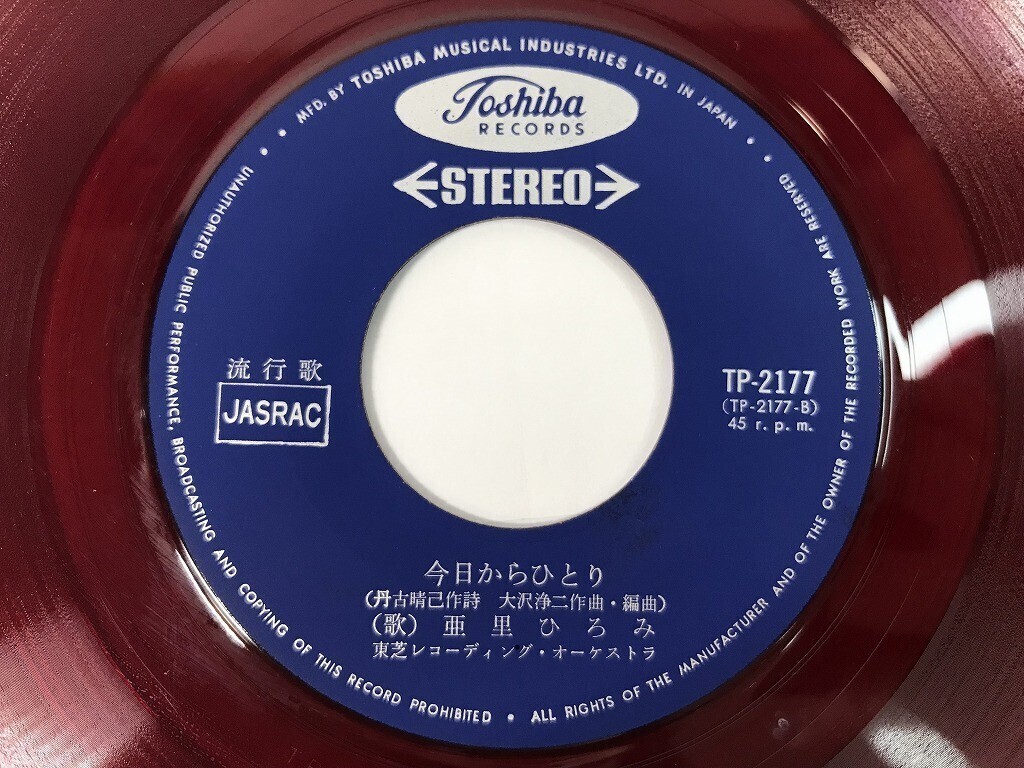 MFD. BY TOSHIBA MUSICAL INDUSTRIES LTD. IN JAPAN
Toshiba
RECORDS
STEREO
流行歌
JASRAC
TP-2177
(TP-2177-B)
45 r.p.m.
今日からひとり
(丹古晴己作詩 大沢浄二作曲・編曲)
(歌) 亜里ひろみ
東芝レコーディング・オーケストラ
UNAUTHORIZED PUBLIC PERFORMANCE, BROADCASTING AND COPYING OF THIS RECORD PROHIBITED • ALL RIGHTS OF THE MANUFACTURER AND OF THE OWNER OF THE RECORDED WORK ARE RESERVED